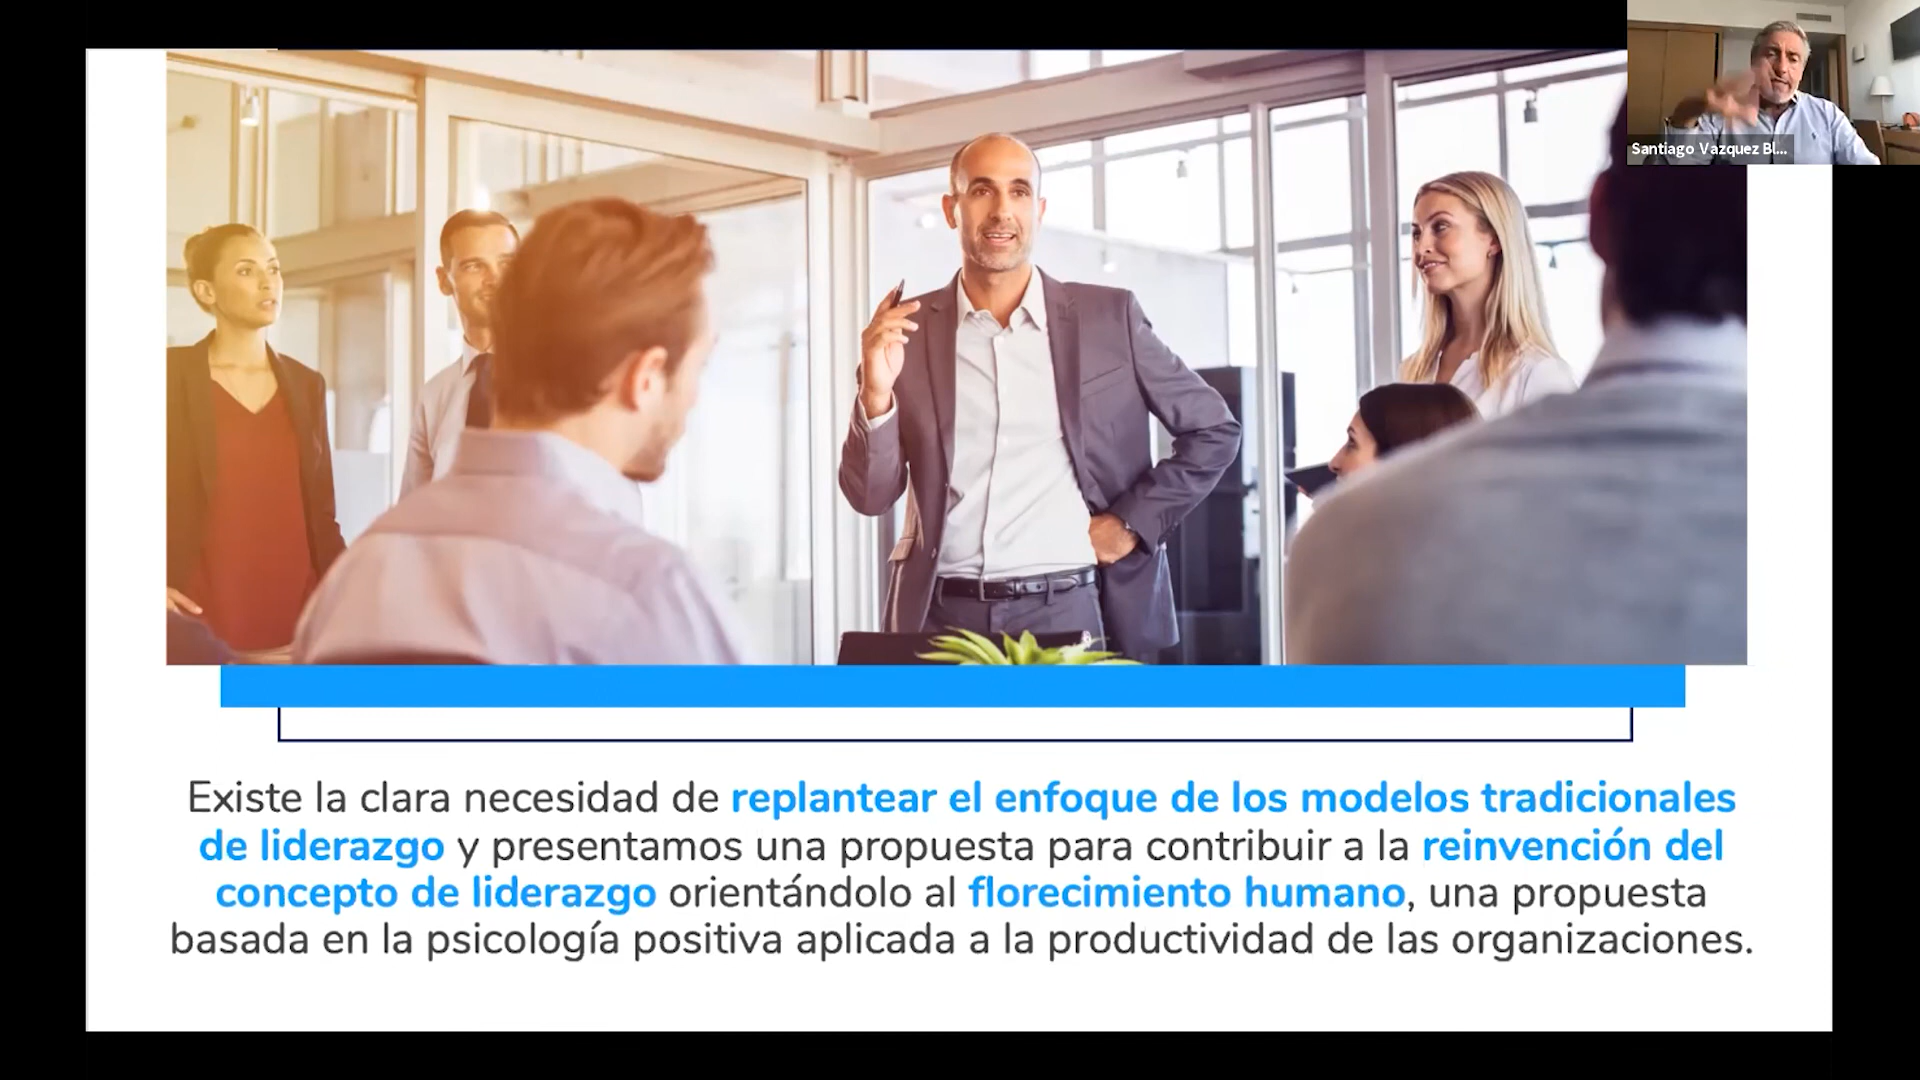 Santiago Vazquez Bl...
Existe la clara necesidad de replantear el enfoque de los modelos tradicionales
de liderazgo y presentamos una propuesta para contribuir a la reinvención del
concepto de liderazgo orientándolo al florecimiento humano, una propuesta
basada en la psicología positiva aplicada a la productividad de las organizaciones.